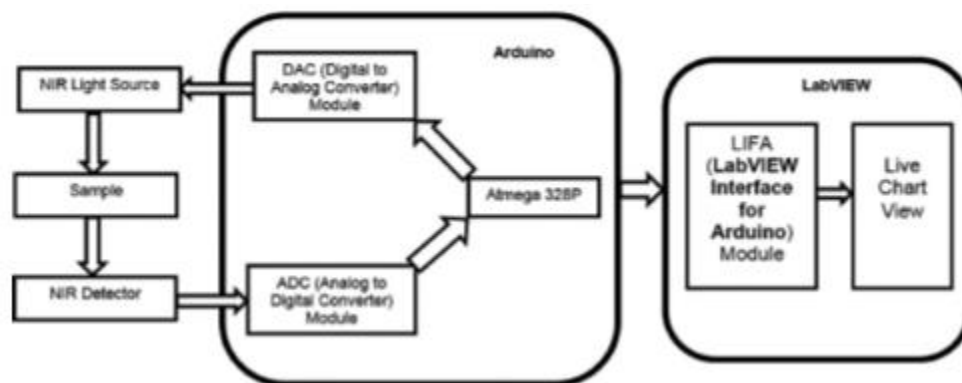 Arduino
DAC (Digital to
Analog Converter)
Module
NIR Light Source
LabVIEW
LIFA
(LabVIEW
Interface
for
Arduino)
Module
Live
Chart
View
Sample
Atmega 328P
NIR Detector
ADC (Analog to
Digital Converter)
Module